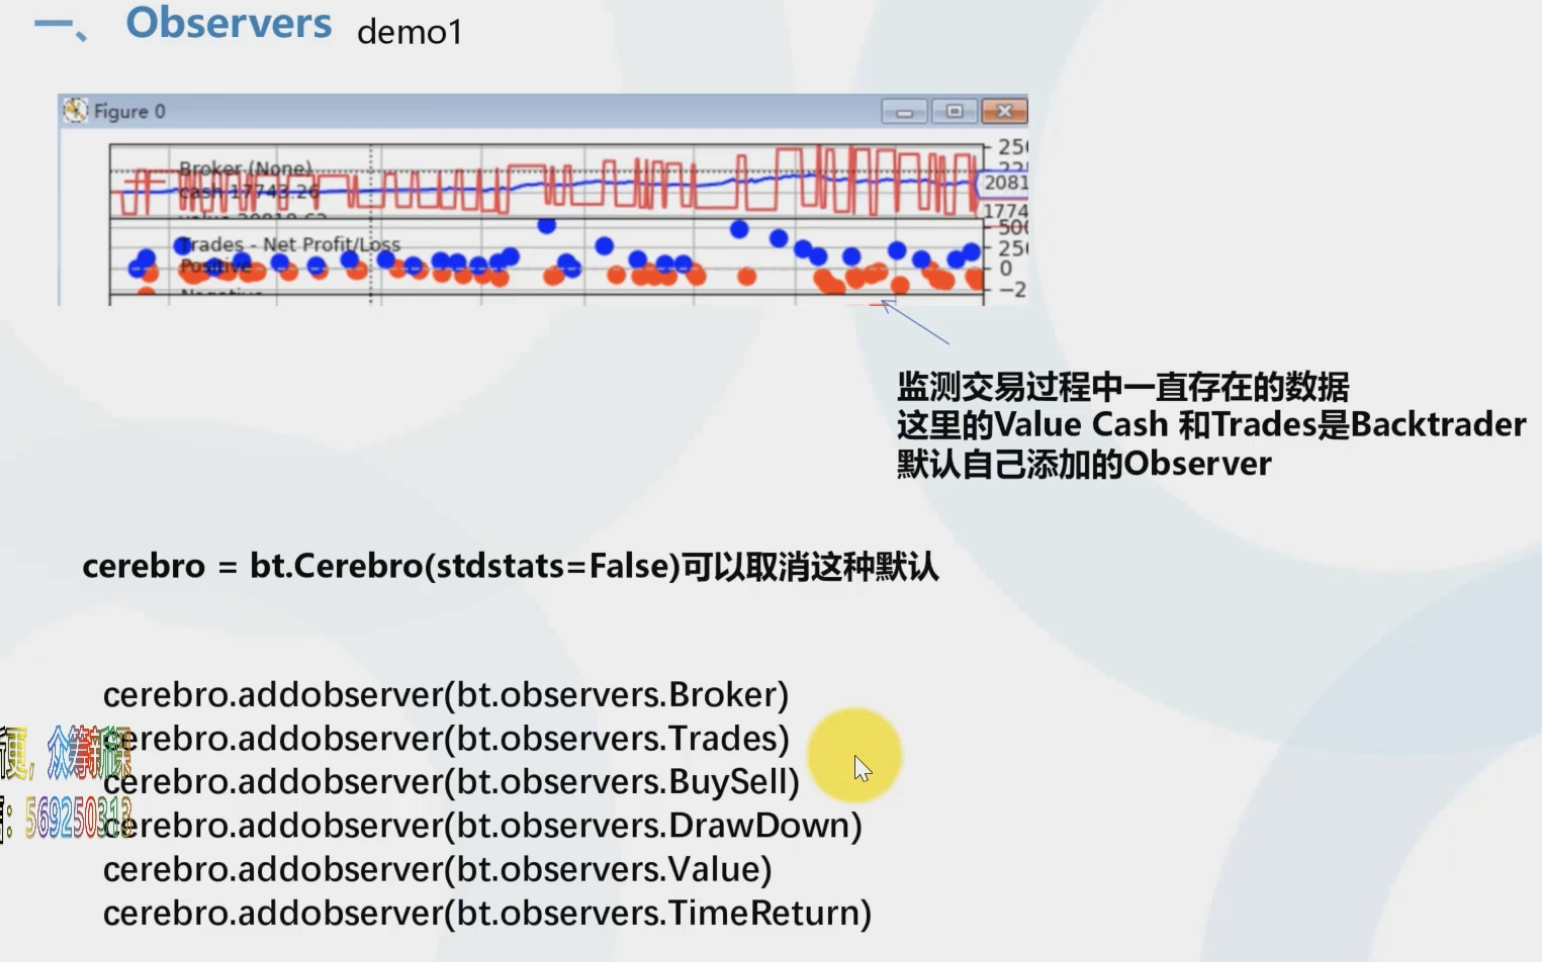 一、 Observers demo1
Figure 0
Broker (None)
cash 17743.26
250
2081
1774
500
Trades - Net Profit/Loss
250
Positive
0
Negative
−2
监测交易过程中一直存在的数据
这里的Value Cash 和Trades是Backtrader
默认自己添加的Observer
cerebro = bt.Cerebro(stdstats=False)可以取消这种默认
cerebro.addobserver(bt.observers.Broker)
cerebro.addobserver(bt.observers.Trades)
cerebro.addobserver(bt.observers.BuySell)
cerebro.addobserver(bt.observers.DrawDown)
cerebro.addobserver(bt.observers.Value)
cerebro.addobserver(bt.observers.TimeReturn)
更，众筹新课
: 569250313